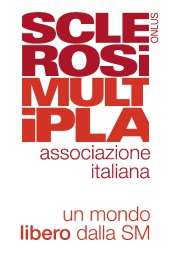 SCLE
ROSi
ONLUS
MULT
iPLA
associazione
italiana
un mondo
libero dalla SM